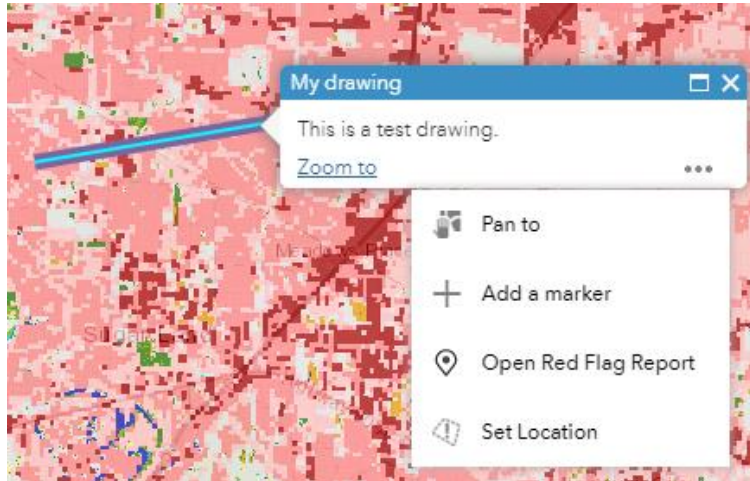 My drawing
This is a test drawing.
Zoom to
Pan to
Add a marker
Open Red Flag Report
Set Location